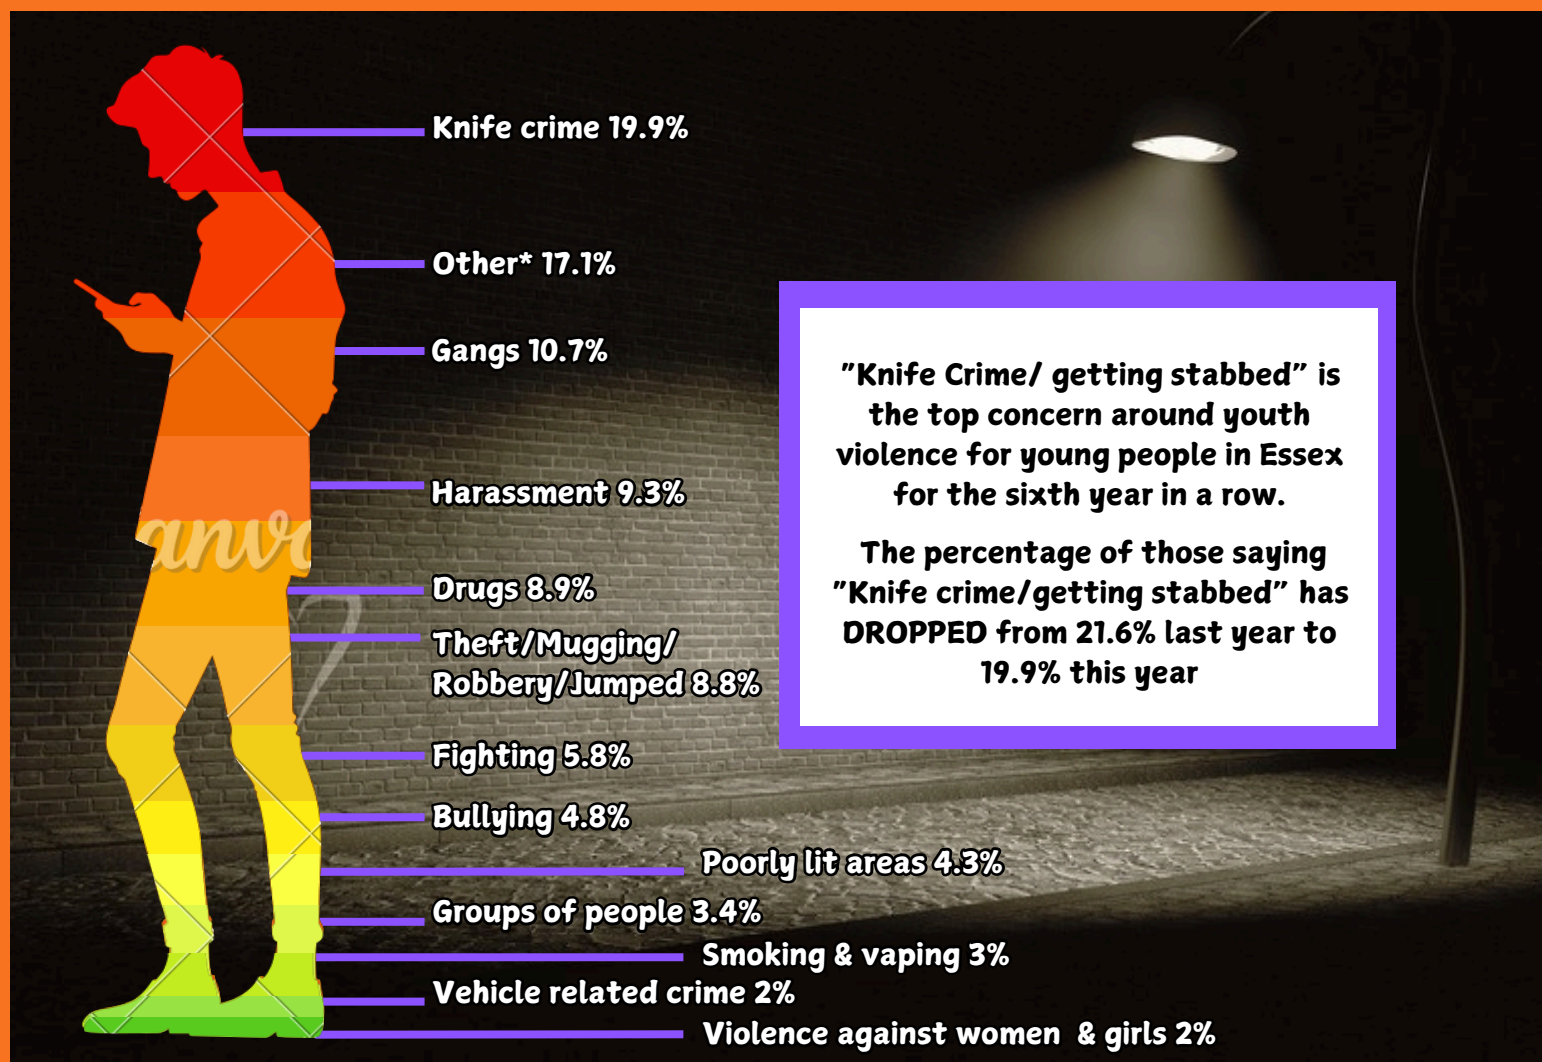 Knife crime 19.9%
Other* 17.1%
Gangs 10.7%
Harassment 9.3%
Drugs 8.9%
Theft/Mugging/
Robbery/Jumped 8.8%
Fighting 5.8%
Bullying 4.8%
Poorly lit areas 4.3%
Groups of people 3.4%
Smoking & vaping 3%
Vehicle related crime 2%
Violence against women & girls 2%
"Knife Crime/ getting stabbed" is
the top concern around youth
violence for young people in Essex
for the sixth year in a row.
The percentage of those saying
"Knife crime/getting stabbed" has
DROPPED from 21.6% last year to
19.9% this year